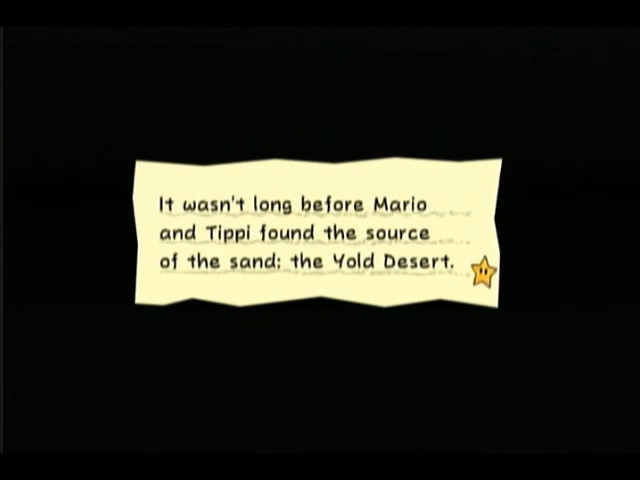 It wasn't long before Mario
and Tippi found the source
of the sand: the Yold Desert.